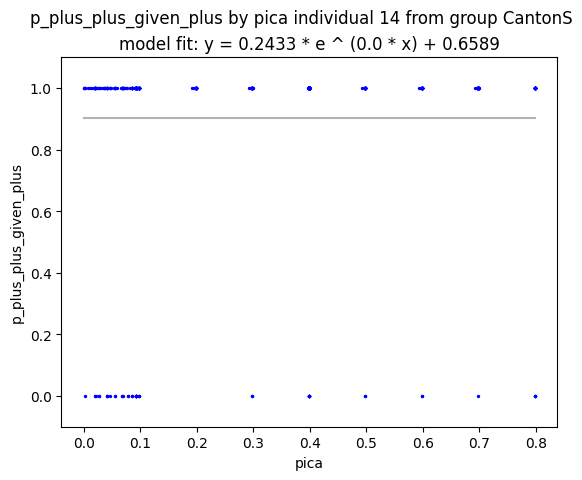 p_plus_plus_given_plus by pica individual 14 from group CantonS
model fit: y = 0.2433 * e ^ (0.0 * x) + 0.6589
1.0
0.8
0.6
0.4
0.2
0.0
p_plus_plus_given_plus
0.0 0.1 0.2 0.3 0.4 0.5 0.6 0.7 0.8
pica